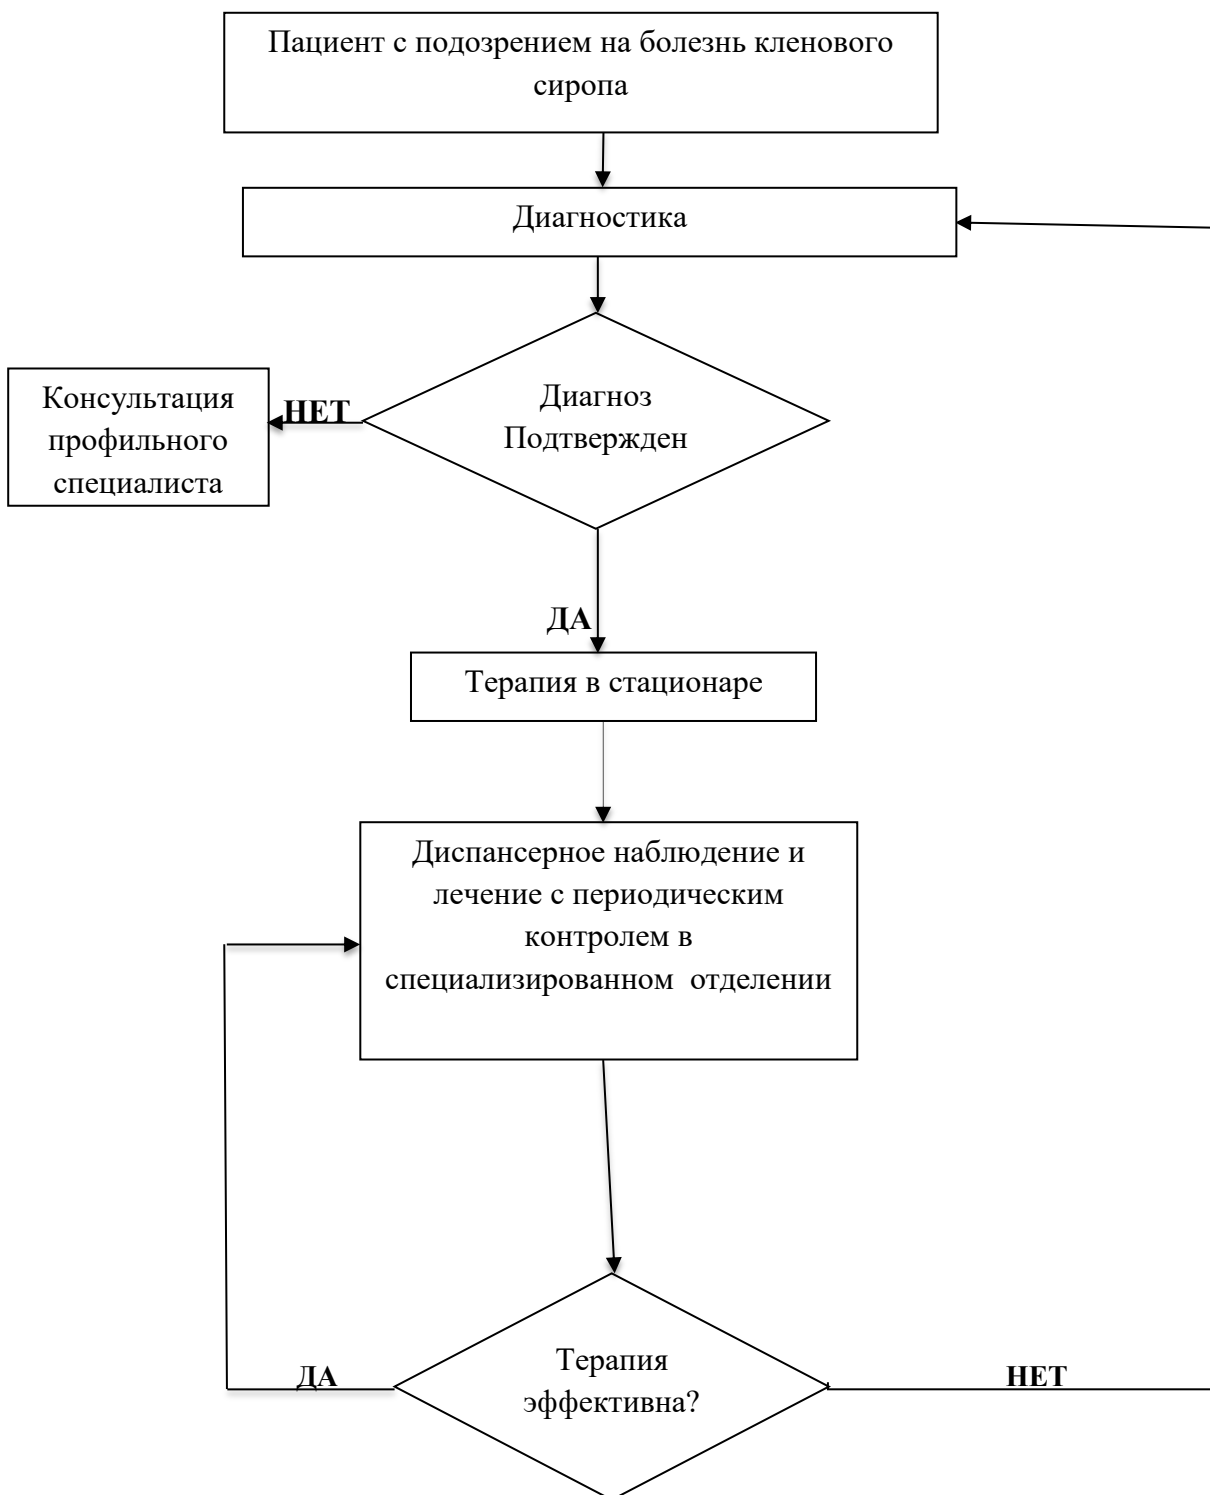 Пациент с подозрением на болезнь кленового
сиропа
Диагностика
Диагноз
Подтвержден
НЕТ
Консультация
профильного
специалиста
ДА
Терапия в стационаре
Диспансерное наблюдение и
лечение с периодическим
контролем в
специализированном отделении
Терапия
эффективна?
ДА
НЕТ